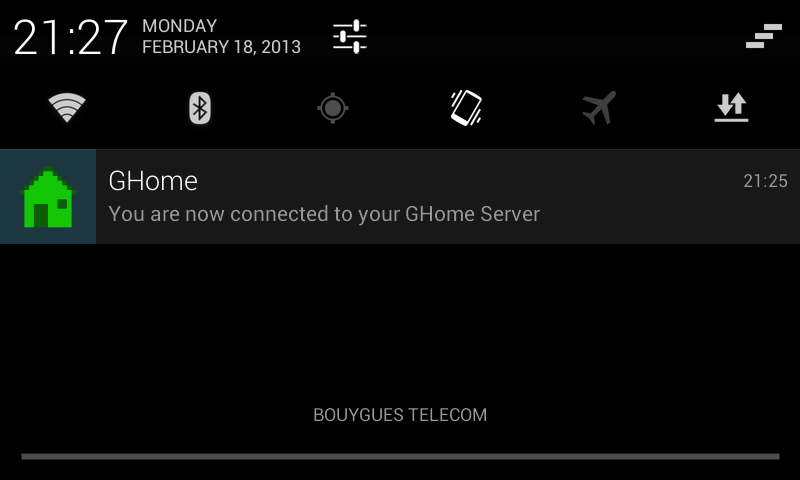 21:27
MONDAY
FEBRUARY 18, 2013
GHome
21:25
You are now connected to your GHome Server
BOUYGUES TELECOM